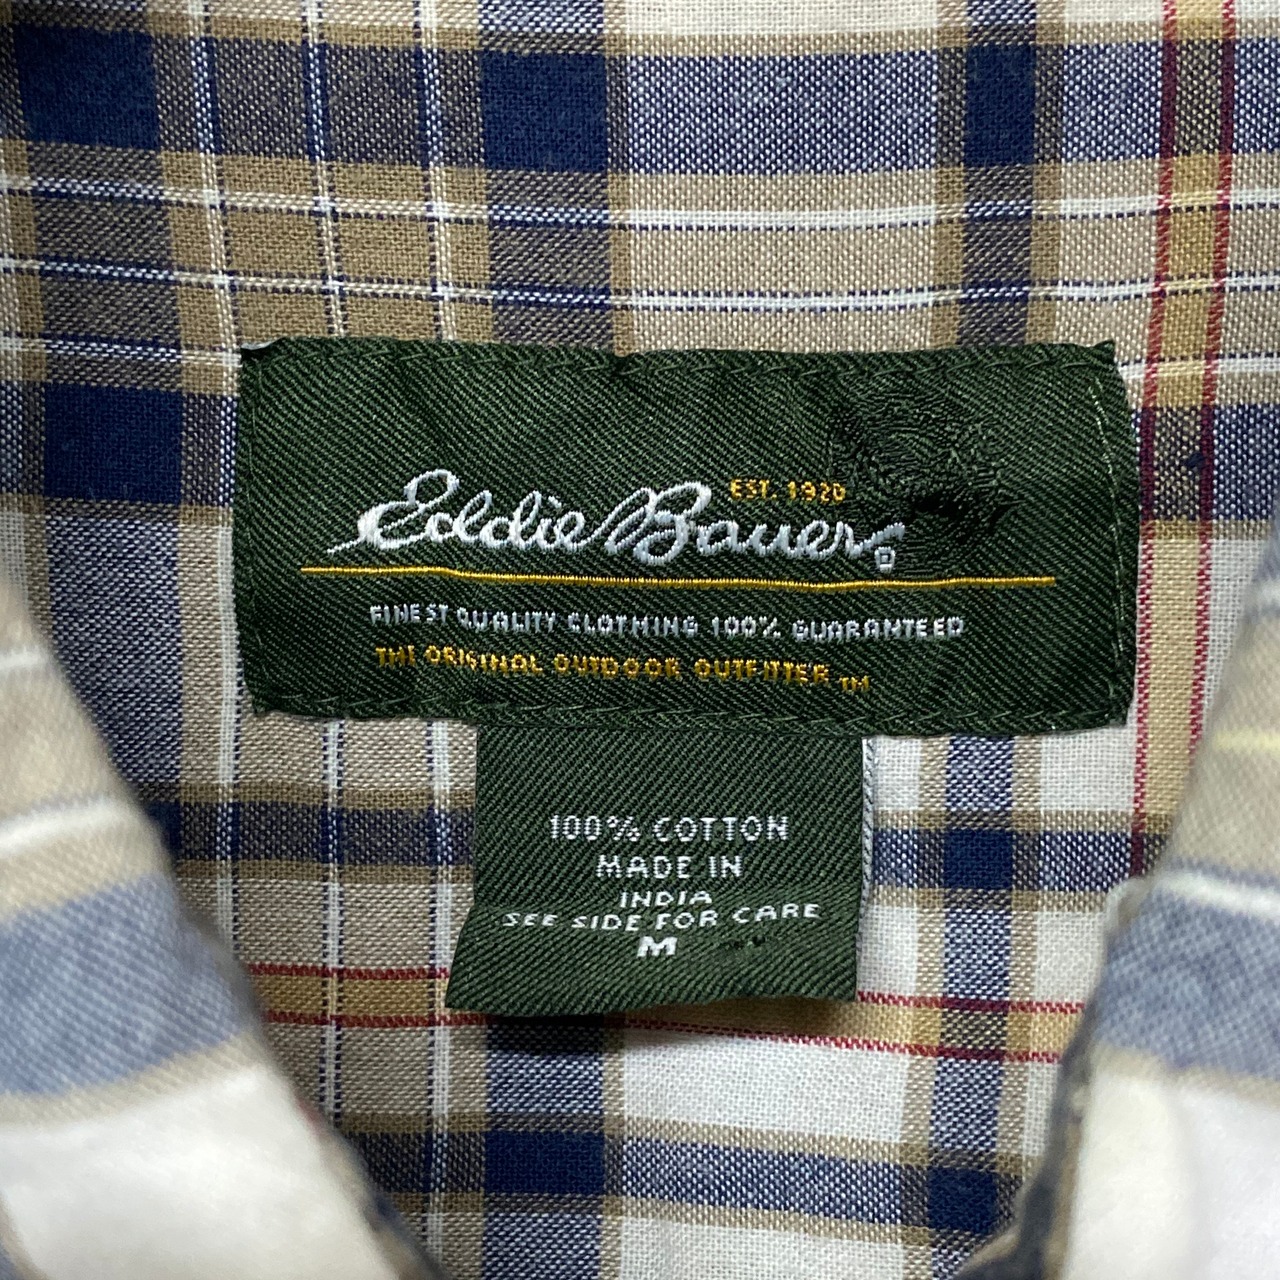 EST. 1920
Eddie Bauer®
FINEST QUALITY CLOTHING 100% GUARANTEED
THE ORIGINAL OUTDOOR OUTFITTER TM
100% COTTON
MADE IN
INDIA
SEE SIDE FOR CARE
M